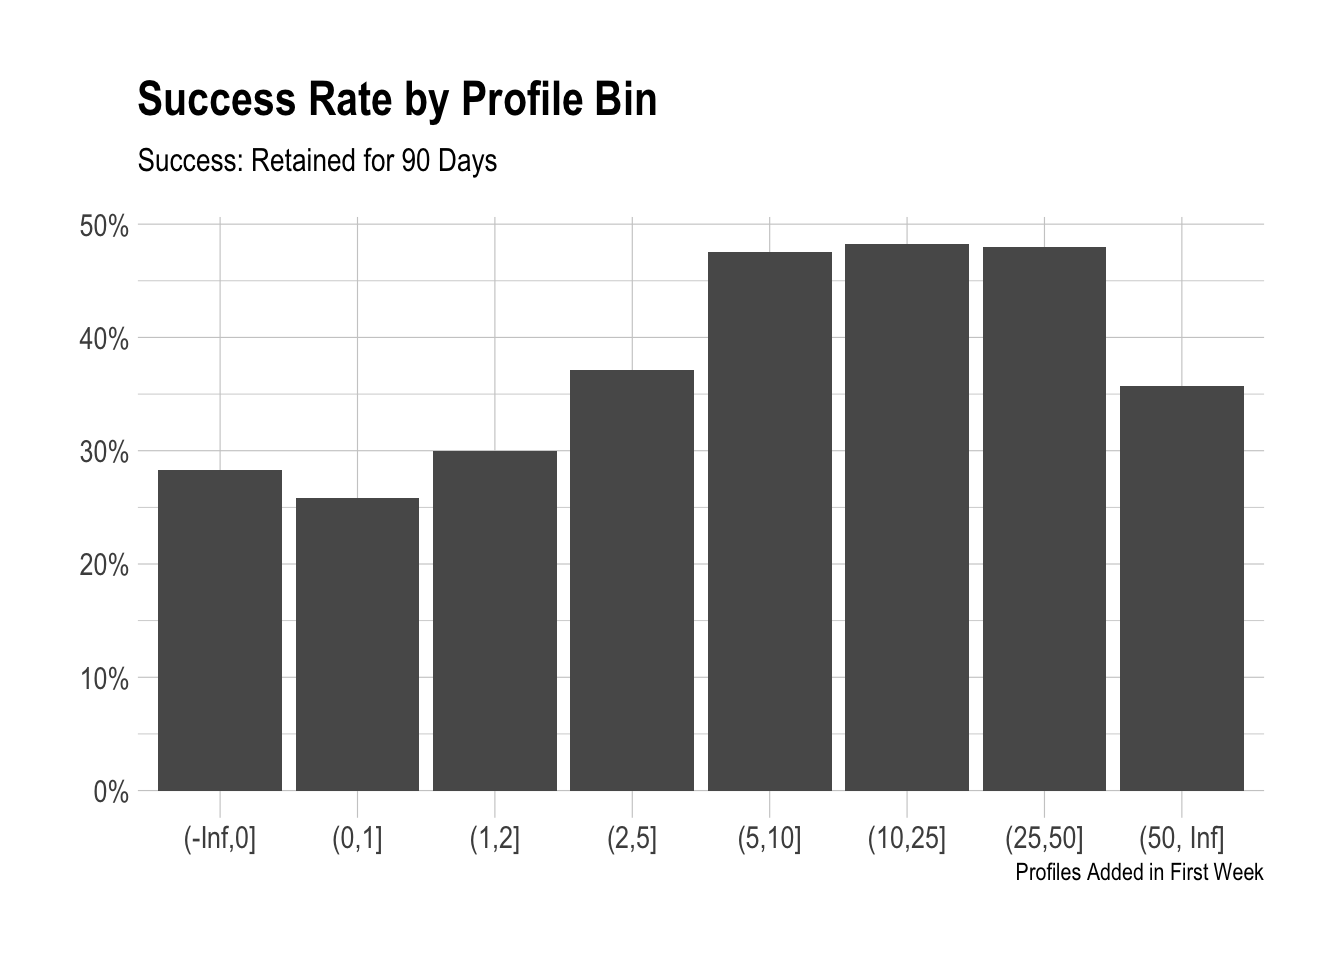 Success Rate by Profile Bin
Success: Retained for 90 Days
50%
40%
30%
20%
10%
0%
(-Inf,0] (0,1] (1,2] (2,5] (5,10] (10,25] (25,50] (50, Inf]
Profiles Added in First Week